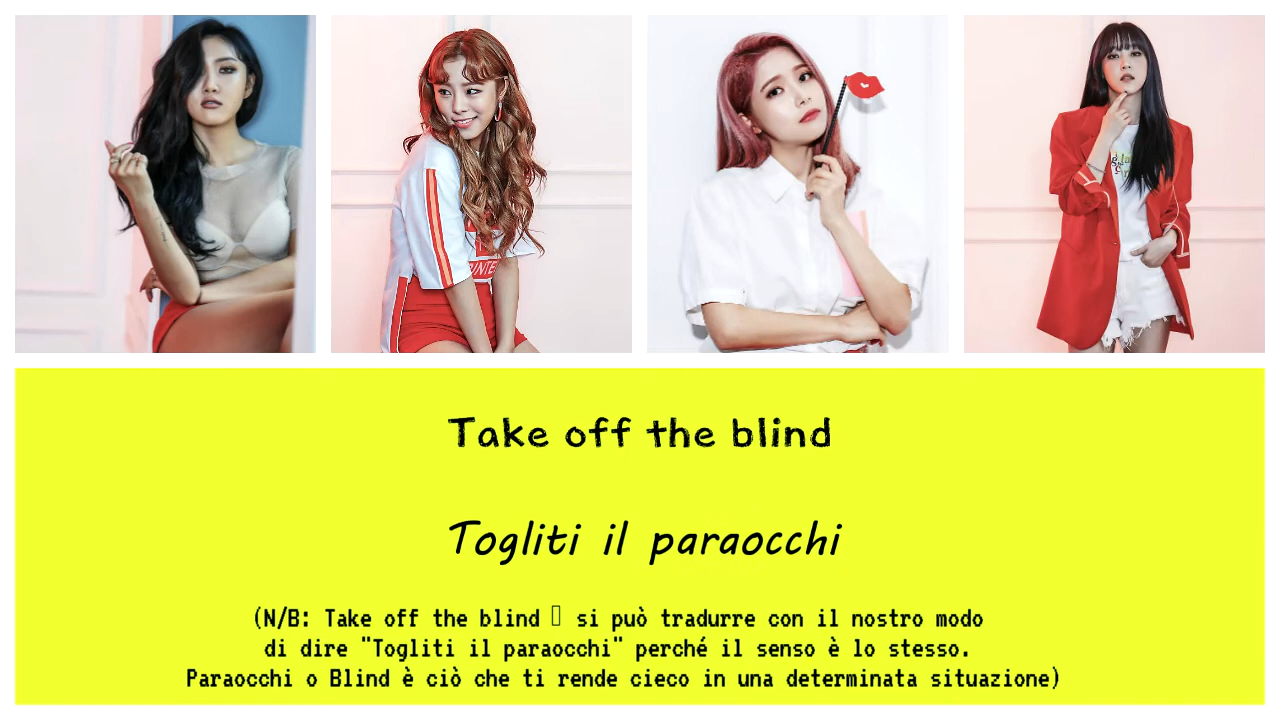 Take off the blind
Togliti il paraocchi
(N/B: Take off the blind ▯ si può tradurre con il nostro modo
di dire "Togliti il paraocchi" perché il senso è lo stesso.
Paraocchi o Blind è ciò che ti rende cieco in una determinata situazione)